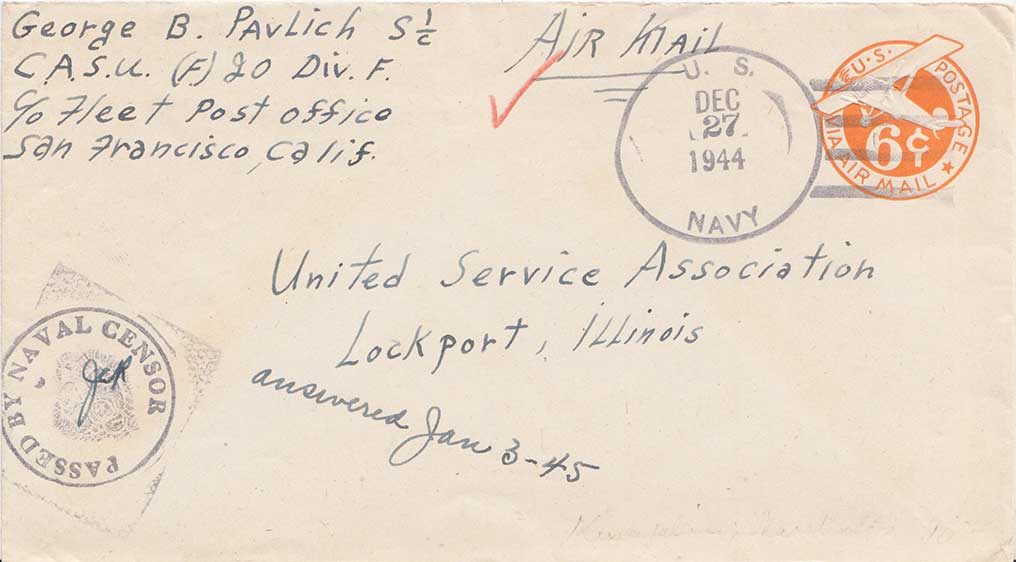 George B. Pavlich S 1/c
C.A.S.U. (F) 20 Div. F.
c/o Fleet Post office
San Francisco, Calif.
Air Mail
U. S.
DEC
27
1944
NAVY
U.S. POSTAGE
6¢
VIA AIR MAIL
United Service Association
Lockport, Illinois
answered Jan 3-45
PASSED BY NAVAL CENSOR